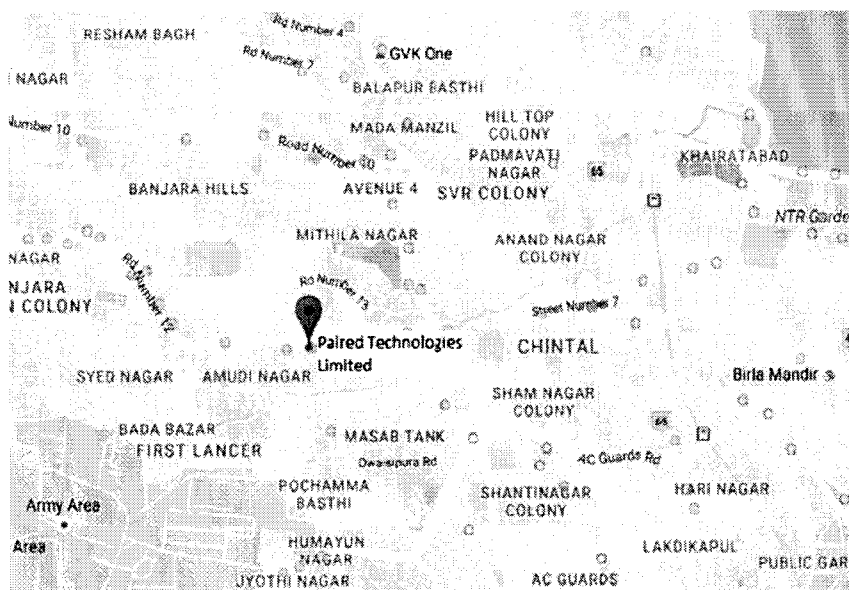 RESHAM BAGH
Rd Number 4
GVK One
Rd Number 7
NAGAR
BALAPUR BASTHI
Number 10
MADA MANZIL
HILL TOP
COLONY
Road Number 10
PADMAVATI
NAGAR
65
KHAIRATABAD
BANJARA HILLS
AVENUE 4
SVR COLONY
NTR Garde
MITHILA NAGAR
ANAND NAGAR
COLONY
NAGAR
Rd Number 12
NJARA
N COLONY
Rd Number 13
Street Number 7
Paired Technologies
Limited
CHINTAL
SYED NAGAR
AMUDI NAGAR
Birla Mandir
SHAM NAGAR
COLONY
BADA BAZAR
FIRST LANCER
MASAB TANK
Owaisipura Rd
AC Guards Rd
POCHAMMA
BASTHI
SHANTINAGAR
COLONY
HARI NAGAR
Army Area
Area
HUMAYUN
NAGAR
LAKDIKAPUL
PUBLIC GAR
JYOTHI NAGAR
AC GUARDS